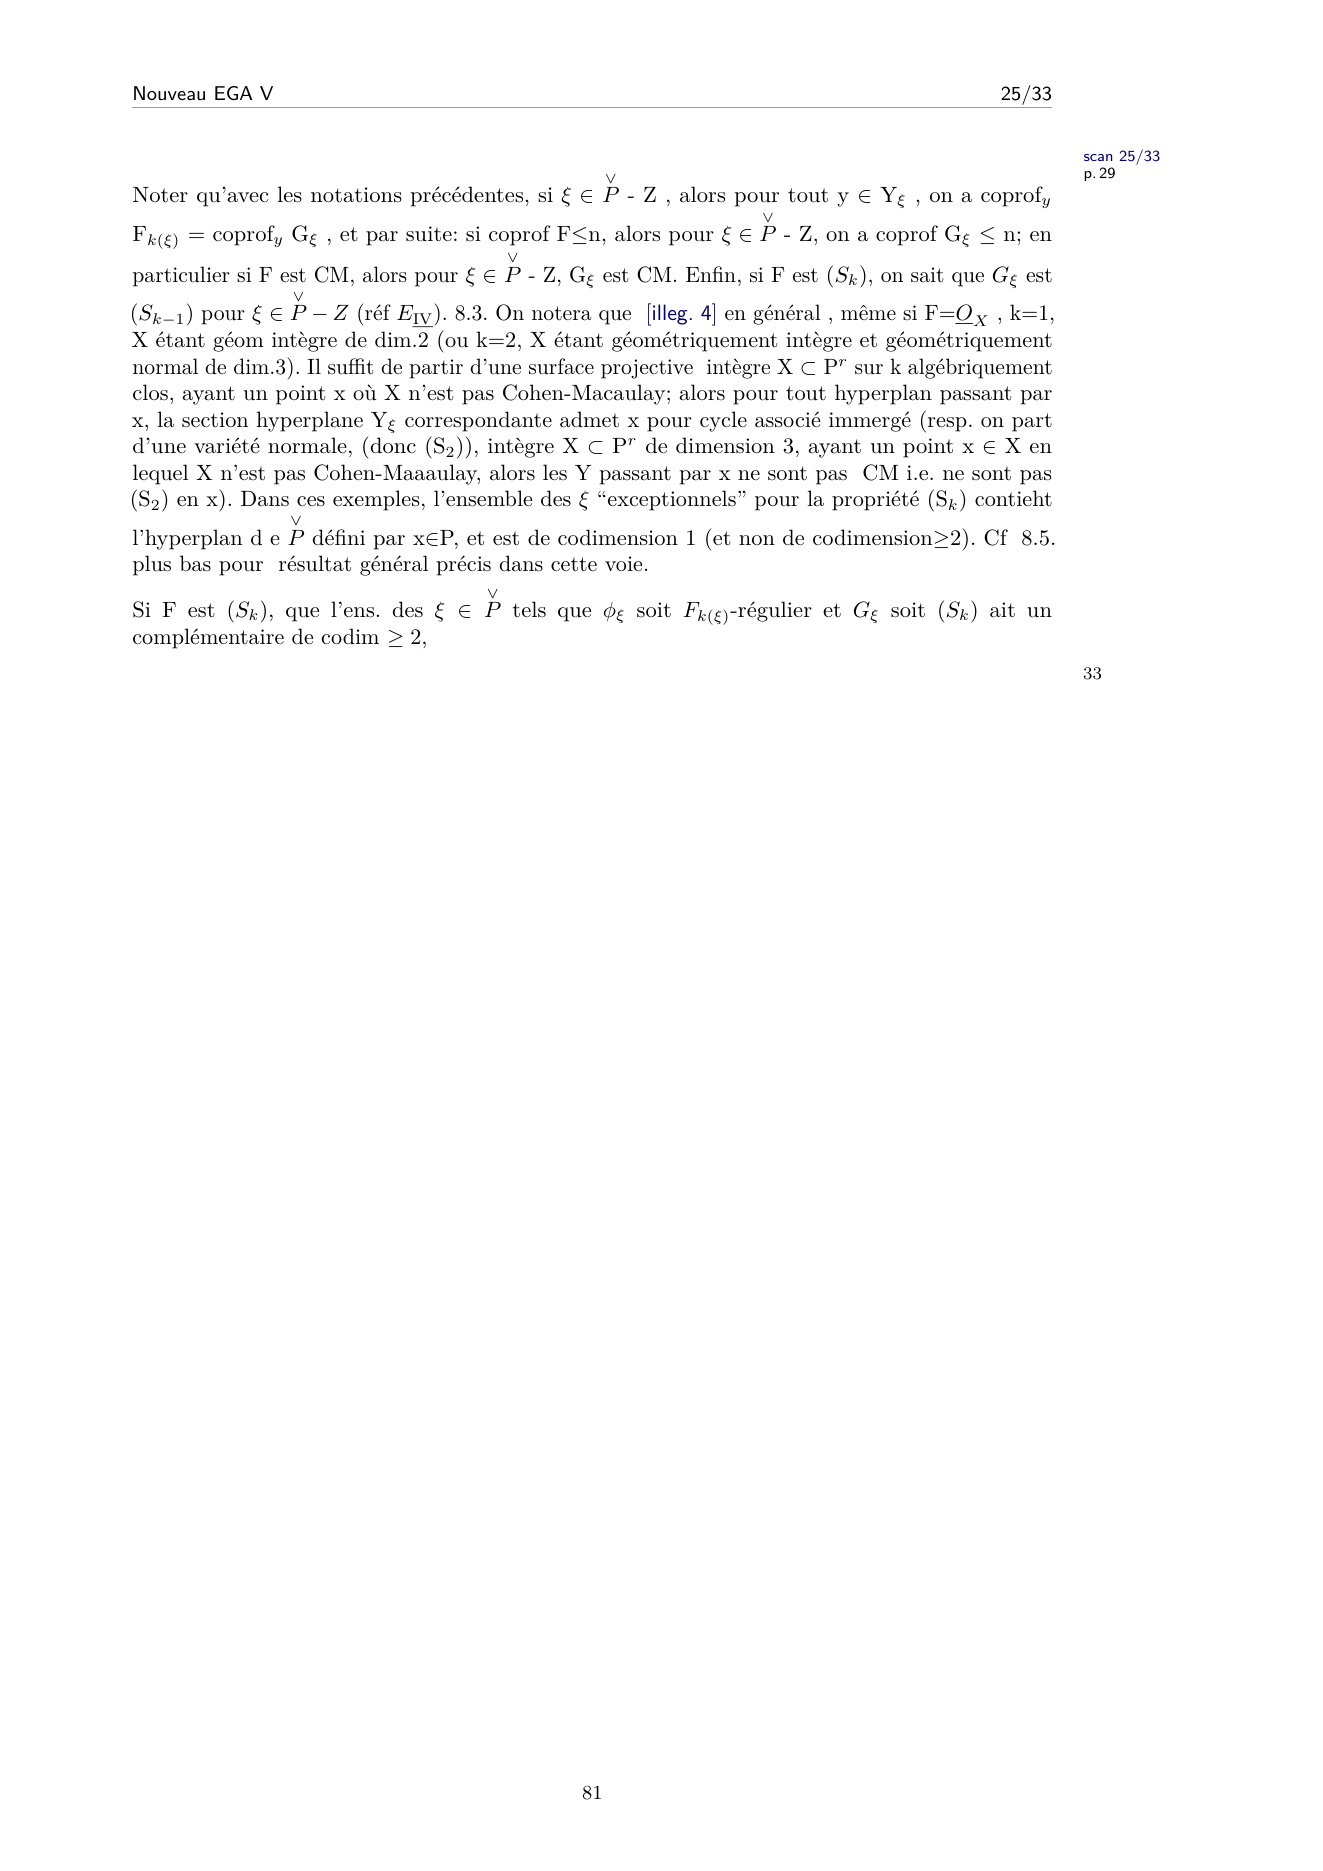 Nouveau EGA V 25/33
scan 25/33
p. 29
Noter qu'avec les notations précédentes, si ξ ∈ P̌ - Z , alors pour tout y ∈ Y_ξ , on a coprof_y
F_{k(ξ)} = coprof_y G_ξ , et par suite: si coprof F≤n, alors pour ξ ∈ P̌ - Z, on a coprof G_ξ ≤ n; en
particulier si F est CM, alors pour ξ ∈ P̌ - Z, G_ξ est CM. Enfin, si F est (S_k), on sait que G_ξ est
(S_{k−1}) pour ξ ∈ P̌ − Z (réf E_{IV}). 8.3. On notera que [illeg. 4] en général , même si F=O_X , k=1,
X étant géom intègre de dim.2 (ou k=2, X étant géométriquement intègre et géométriquement
normal de dim.3). Il suffit de partir d'une surface projective intègre X ⊂ P^r sur k algébriquement
clos, ayant un point x où X n'est pas Cohen-Macaulay; alors pour tout hyperplan passant par
x, la section hyperplane Y_ξ correspondante admet x pour cycle associé immergé (resp. on part
d'une variété normale, (donc (S_2)), intègre X ⊂ P^r de dimension 3, ayant un point x ∈ X en
lequel X n'est pas Cohen-Maaaulay, alors les Y passant par x ne sont pas CM i.e. ne sont pas
(S_2) en x). Dans ces exemples, l'ensemble des ξ “exceptionnels” pour la propriété (S_k) contieht
l'hyperplan d e P̌ défini par x∈P, et est de codimension 1 (et non de codimension≥2). Cf 8.5.
plus bas pour résultat général précis dans cette voie.
Si F est (S_k), que l'ens. des ξ ∈ P̌ tels que ϕ_ξ soit F_{k(ξ)}-régulier et G_ξ soit (S_k) ait un
complémentaire de codim ≥ 2,
33
81